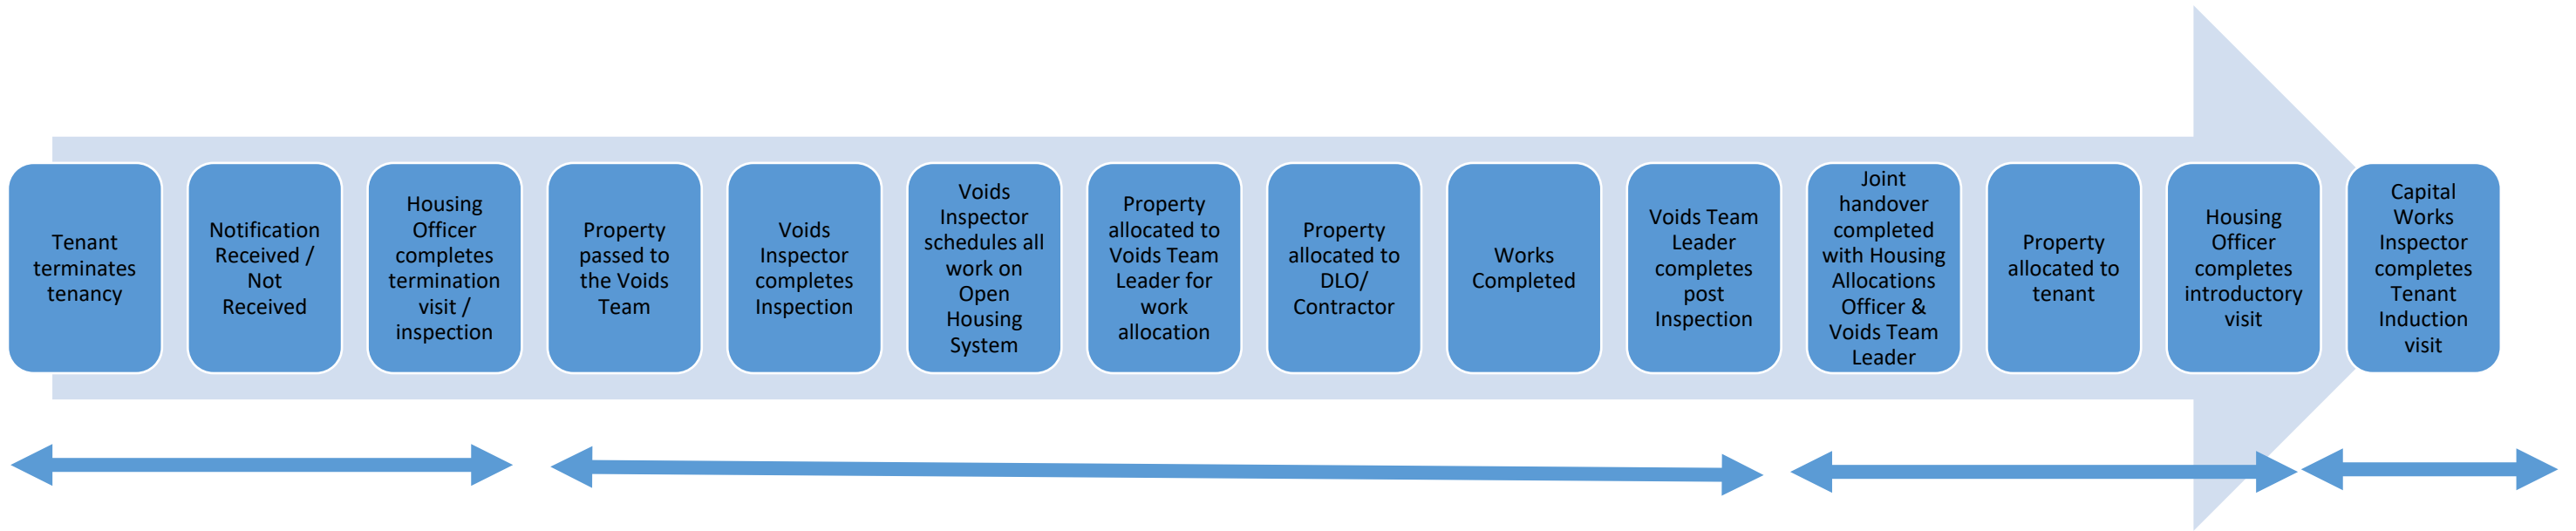 Tenant
terminates
tenancy
Notification
Received /
Not
Received
Housing
Officer
completes
termination
visit /
inspection
Property
passed to
the Voids
Team
Voids
Inspector
completes
Inspection
Voids
Inspector
schedules all
work on
Open
Housing
System
Property
allocated to
Voids Team
Leader for
work
allocation
Property
allocated to
DLO/
Contractor
Works
Completed
Voids Team
Leader
completes
post
Inspection
Joint
handover
completed
with Housing
Allocations
Officer &
Voids Team
Leader
Property
allocated to
tenant
Housing
Officer
completes
introductory
visit
Capital
Works
Inspector
completes
Tenant
Induction
visit